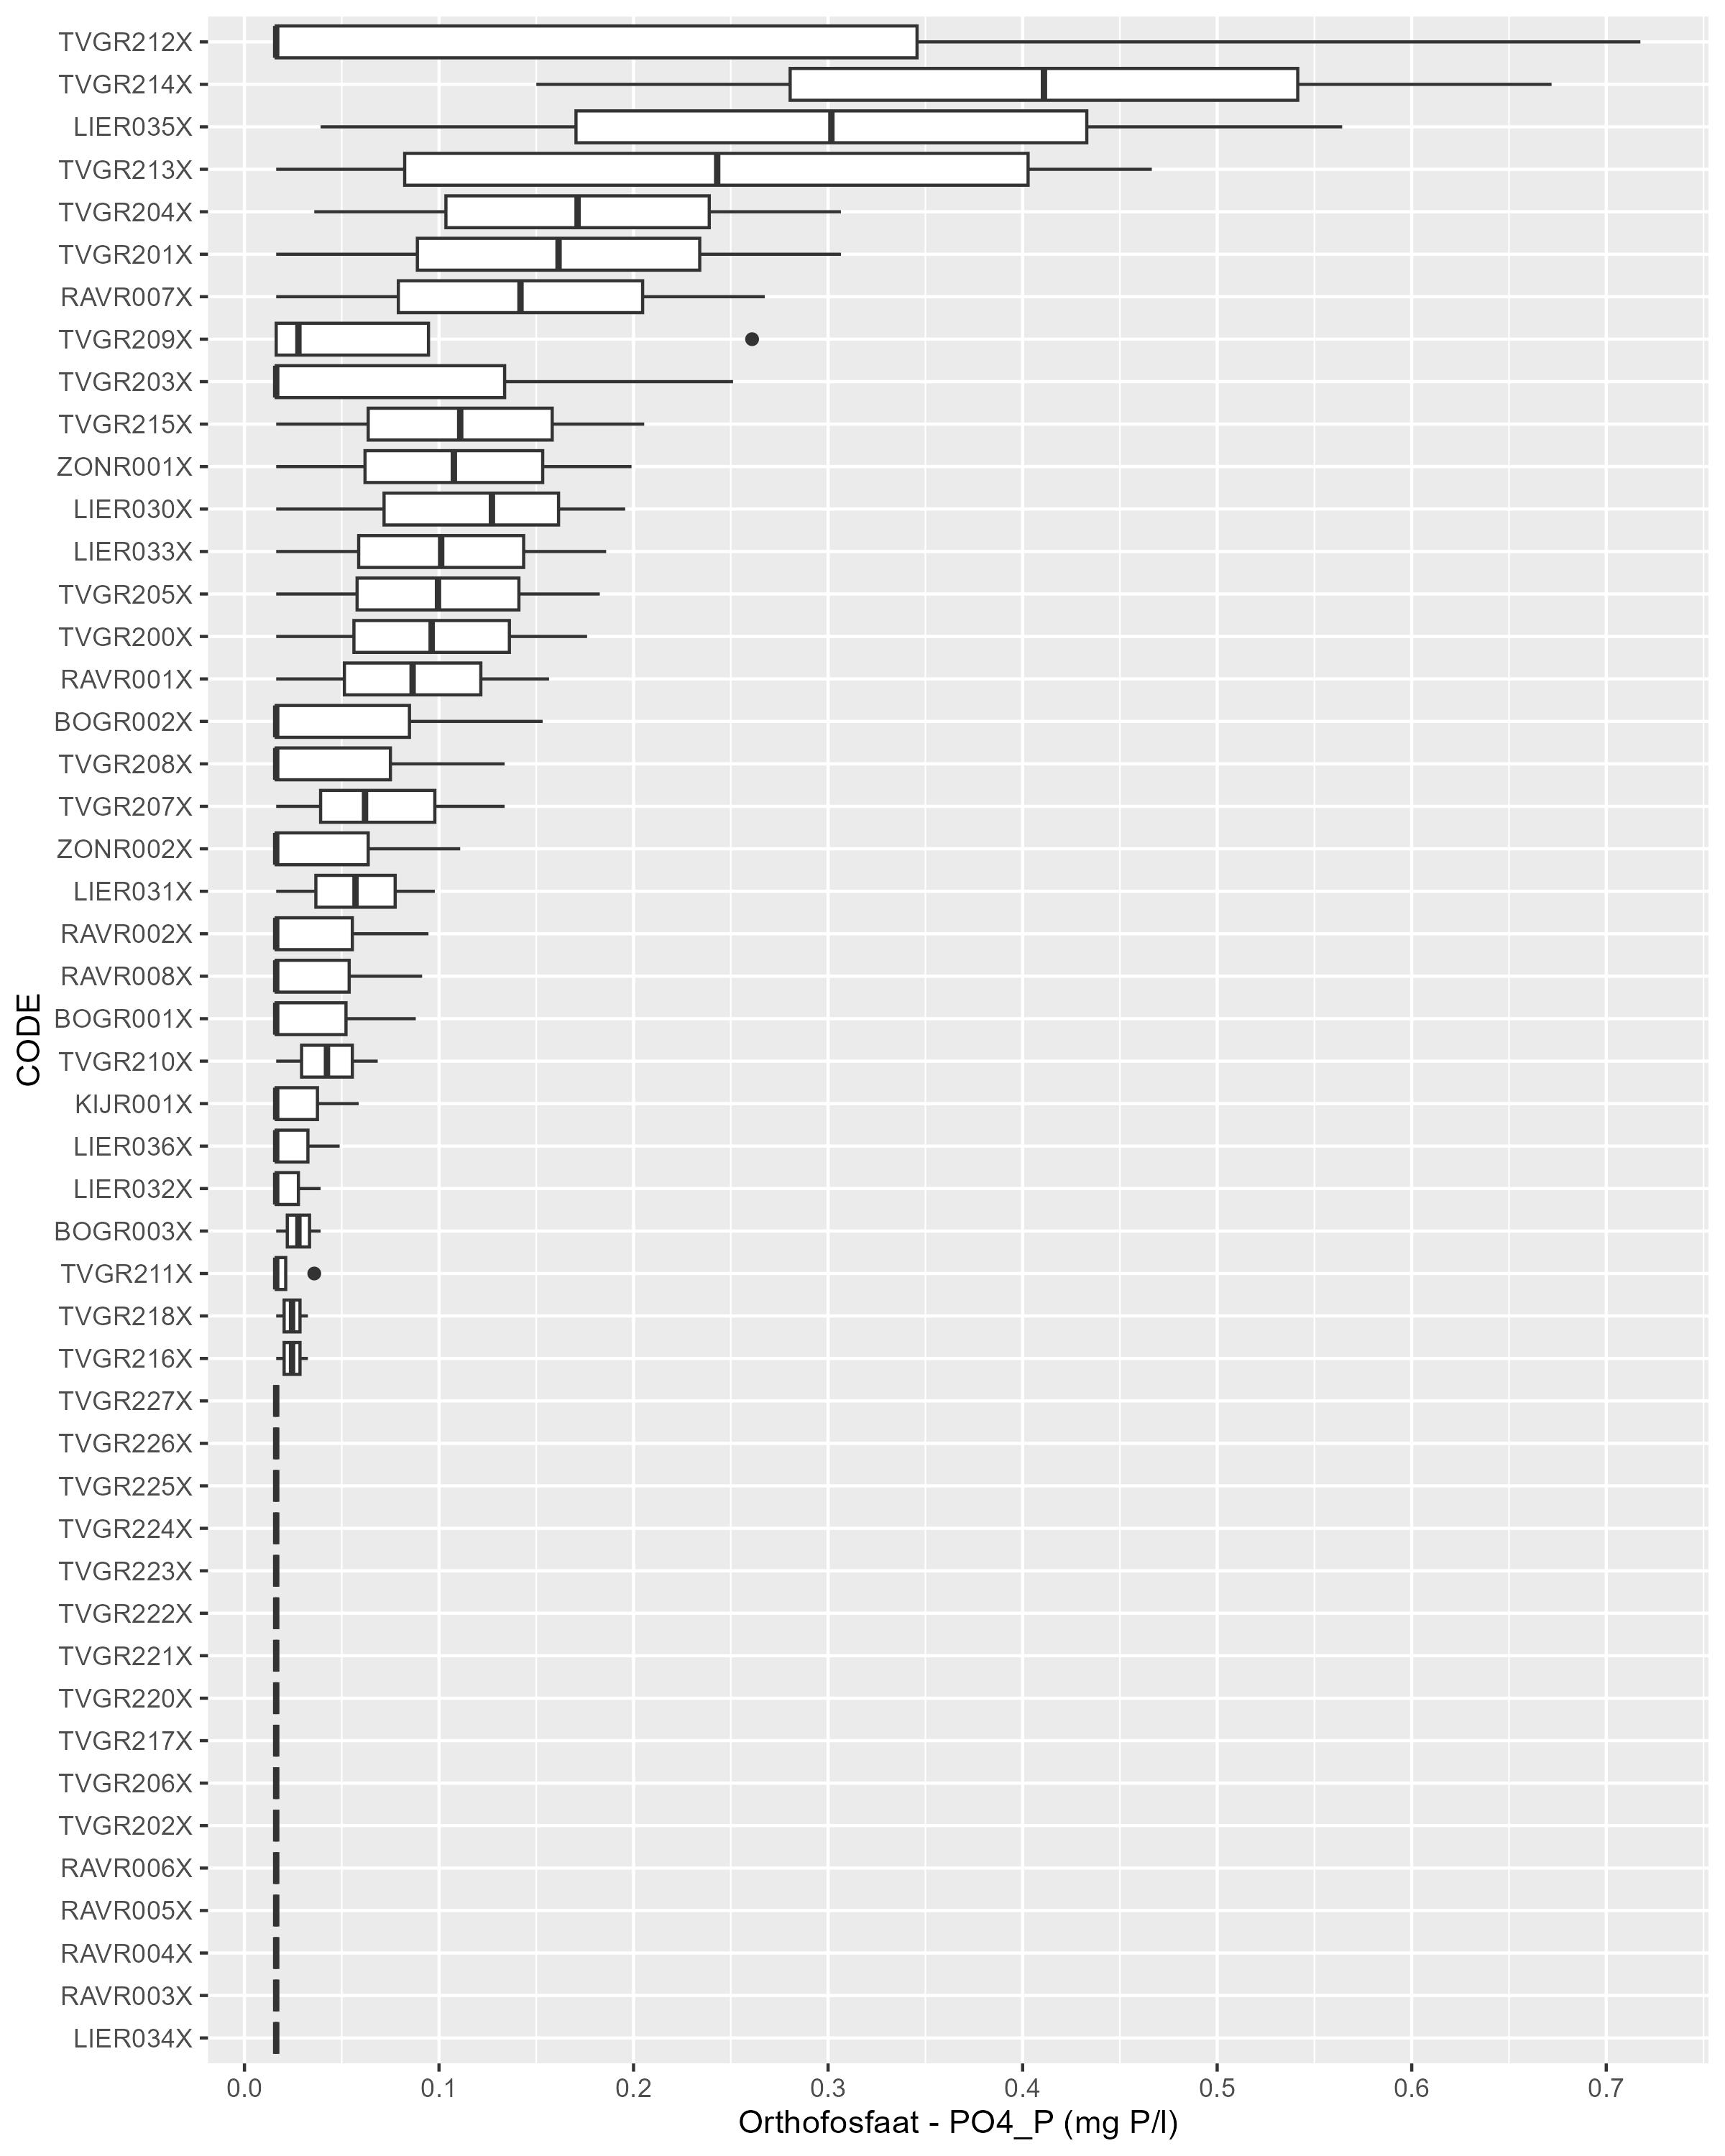 TVGR212X
TVGR214X
LIER035X
TVGR213X
TVGR204X
TVGR201X
RAVR007X
TVGR209X
TVGR203X
TVGR215X
ZONR001X
LIER030X
LIER033X
TVGR205X
TVGR200X
RAVR001X
BOGR002X
TVGR208X
TVGR207X
ZONR002X
LIER031X
RAVR002X
RAVR008X
BOGR001X
TVGR210X
KIJR001X
LIER036X
LIER032X
BOGR003X
TVGR211X
TVGR218X
TVGR216X
TVGR227X
TVGR226X
TVGR225X
TVGR224X
TVGR223X
TVGR222X
TVGR221X
TVGR220X
TVGR217X
TVGR206X
TVGR202X
RAVR006X
RAVR005X
RAVR004X
RAVR003X
LIER034X
CODE
0.0 0.1 0.2 0.3 0.4 0.5 0.6 0.7
Orthofosfaat - PO4_P (mg P/l)